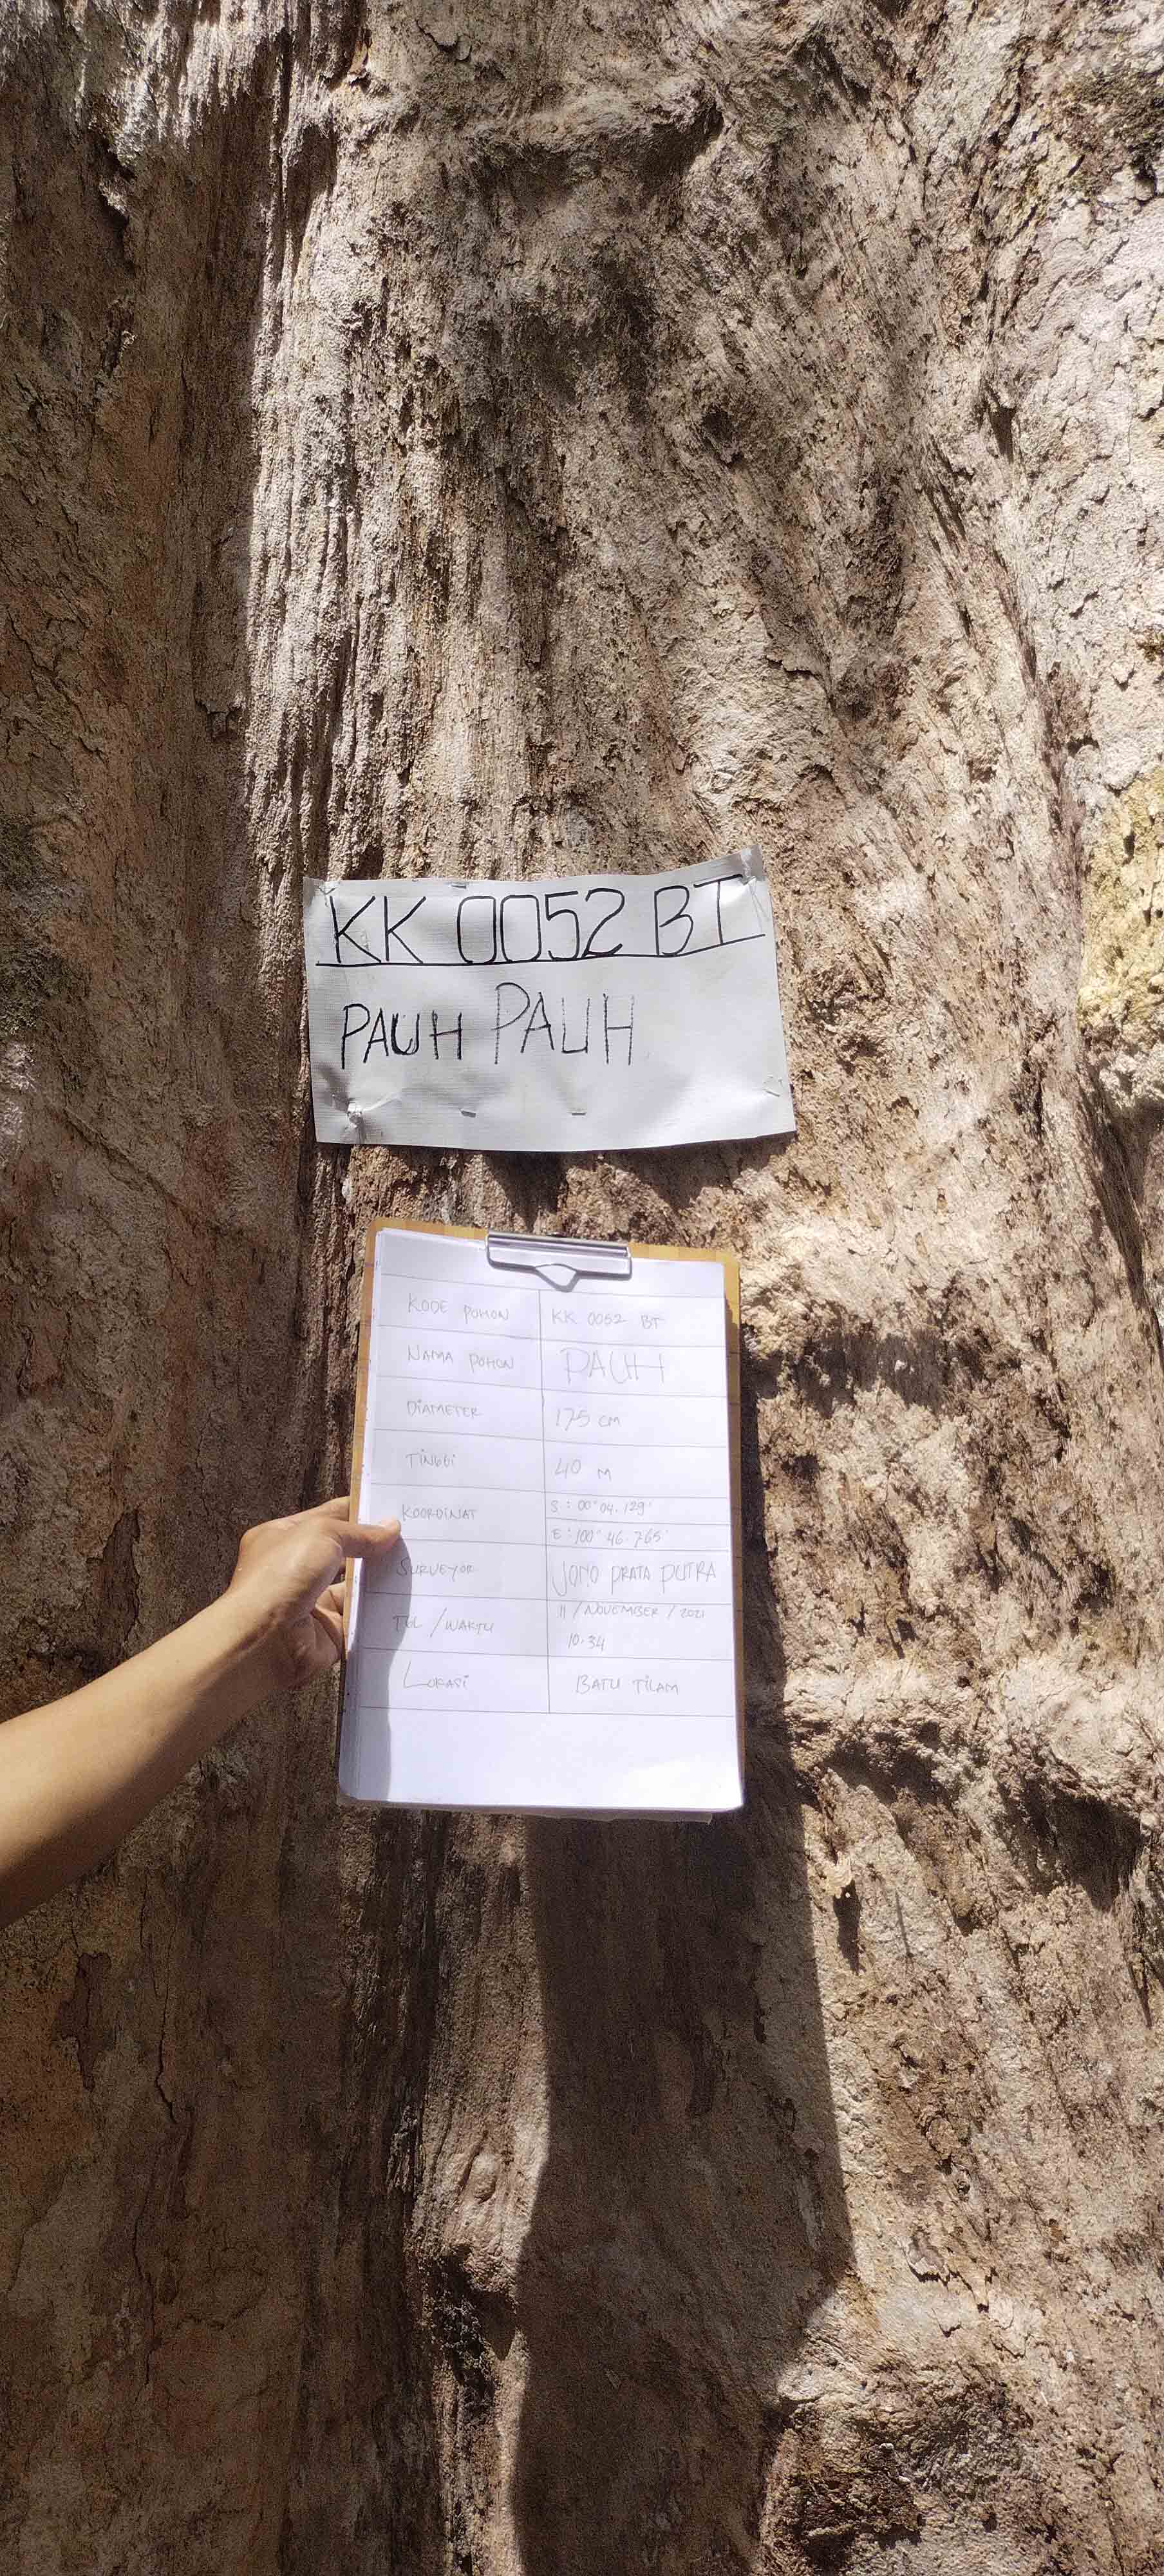 KK 0052 BT
PAUH PAUH
KODE POHON KK 0052 BT
NAMA POHON PAUH
DIAMETER 175 cm
TINGGI 40 M
KOORDINAT S : 00° 04. 129'
E : 100° 46. 765'
SURVEYOR JONO PRATA PUTRA
TGL / WAKTU 11 / NOVEMBER / 2021
10.34
LOKASI BATU TILAM